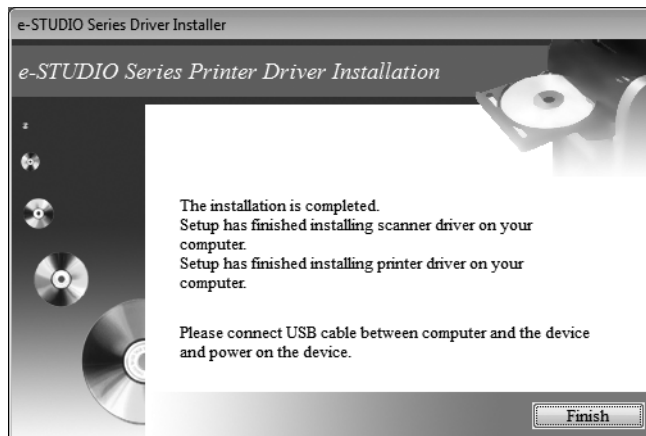 e-STUDIO Series Driver Installer
e-STUDIO Series Printer Driver Installation
The installation is completed.
Setup has finished installing scanner driver on your
computer.
Setup has finished installing printer driver on your
computer.
Please connect USB cable between computer and the device
and power on the device.
Finish